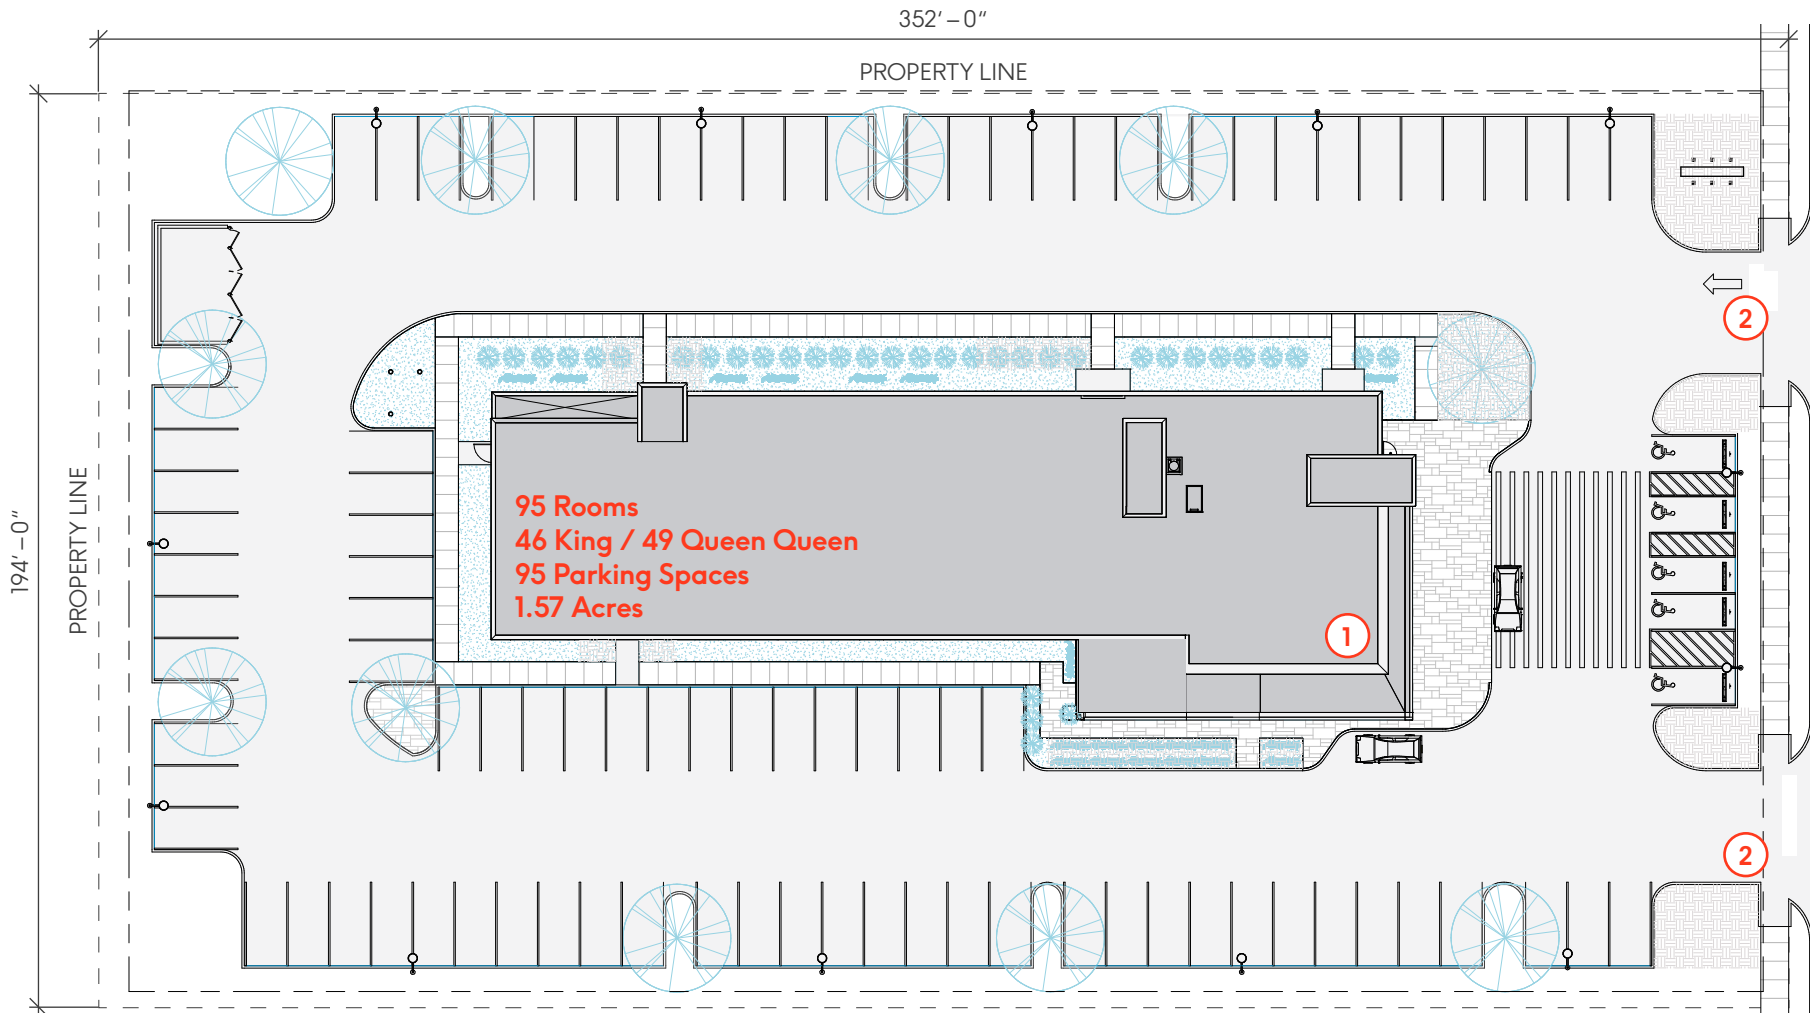 352'–0"
PROPERTY LINE
2
PROPERTY LINE
194'–0"
95 Rooms
46 King / 49 Queen Queen
95 Parking Spaces
1.57 Acres
1
2